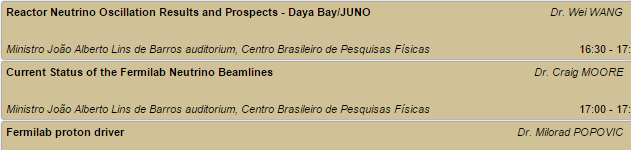 Reactor Neutrino Oscillation Results and Prospects - Daya Bay/JUNO Dr. Wei WANG
Ministro João Alberto Lins de Barros auditorium, Centro Brasileiro de Pesquisas Físicas 16:30 - 17:
Current Status of the Fermilab Neutrino Beamlines Dr. Craig MOORE
Ministro João Alberto Lins de Barros auditorium, Centro Brasileiro de Pesquisas Físicas 17:00 - 17:
Fermilab proton driver Dr. Milorad POPOVIC